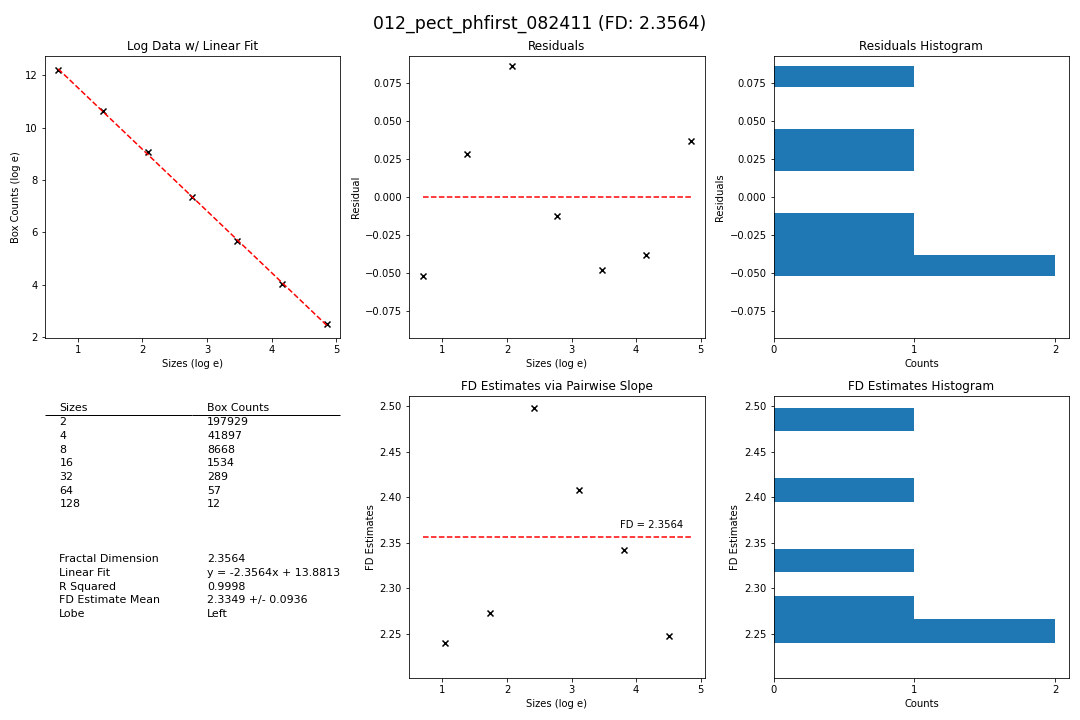 012_pect_phfirst_082411 (FD: 2.3564)
Log Data w/ Linear Fit
Box Counts (log e)
12
10
8
6
4
2
1 2 3 4 5
Sizes (log e)
Residuals
Residual
0.075
0.050
0.025
0.000
−0.025
−0.050
−0.075
1 2 3 4 5
Sizes (log e)
Residuals Histogram
Residuals
0.075
0.050
0.025
0.000
−0.025
−0.050
−0.075
0 1 2
Counts
Sizes Box Counts
2 197929
4 41897
8 8668
16 1534
32 289
64 57
128 12
Fractal Dimension 2.3564
Linear Fit y = -2.3564x + 13.8813
R Squared 0.9998
FD Estimate Mean 2.3349 +/- 0.0936
Lobe Left
FD Estimates via Pairwise Slope
FD Estimates
2.50
2.45
2.40
2.35
2.30
2.25
FD = 2.3564
1 2 3 4 5
Sizes (log e)
FD Estimates Histogram
FD Estimates
2.50
2.45
2.40
2.35
2.30
2.25
0 1 2
Counts